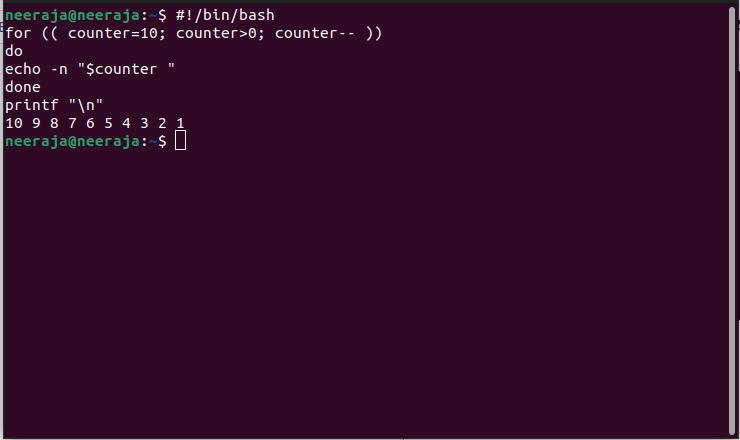 neeraja@neeraja:~$ #!/bin/bash
for (( counter=10; counter>0; counter-- ))
do
echo -n "$counter "
done
printf "\n"
10 9 8 7 6 5 4 3 2 1
neeraja@neeraja:~$